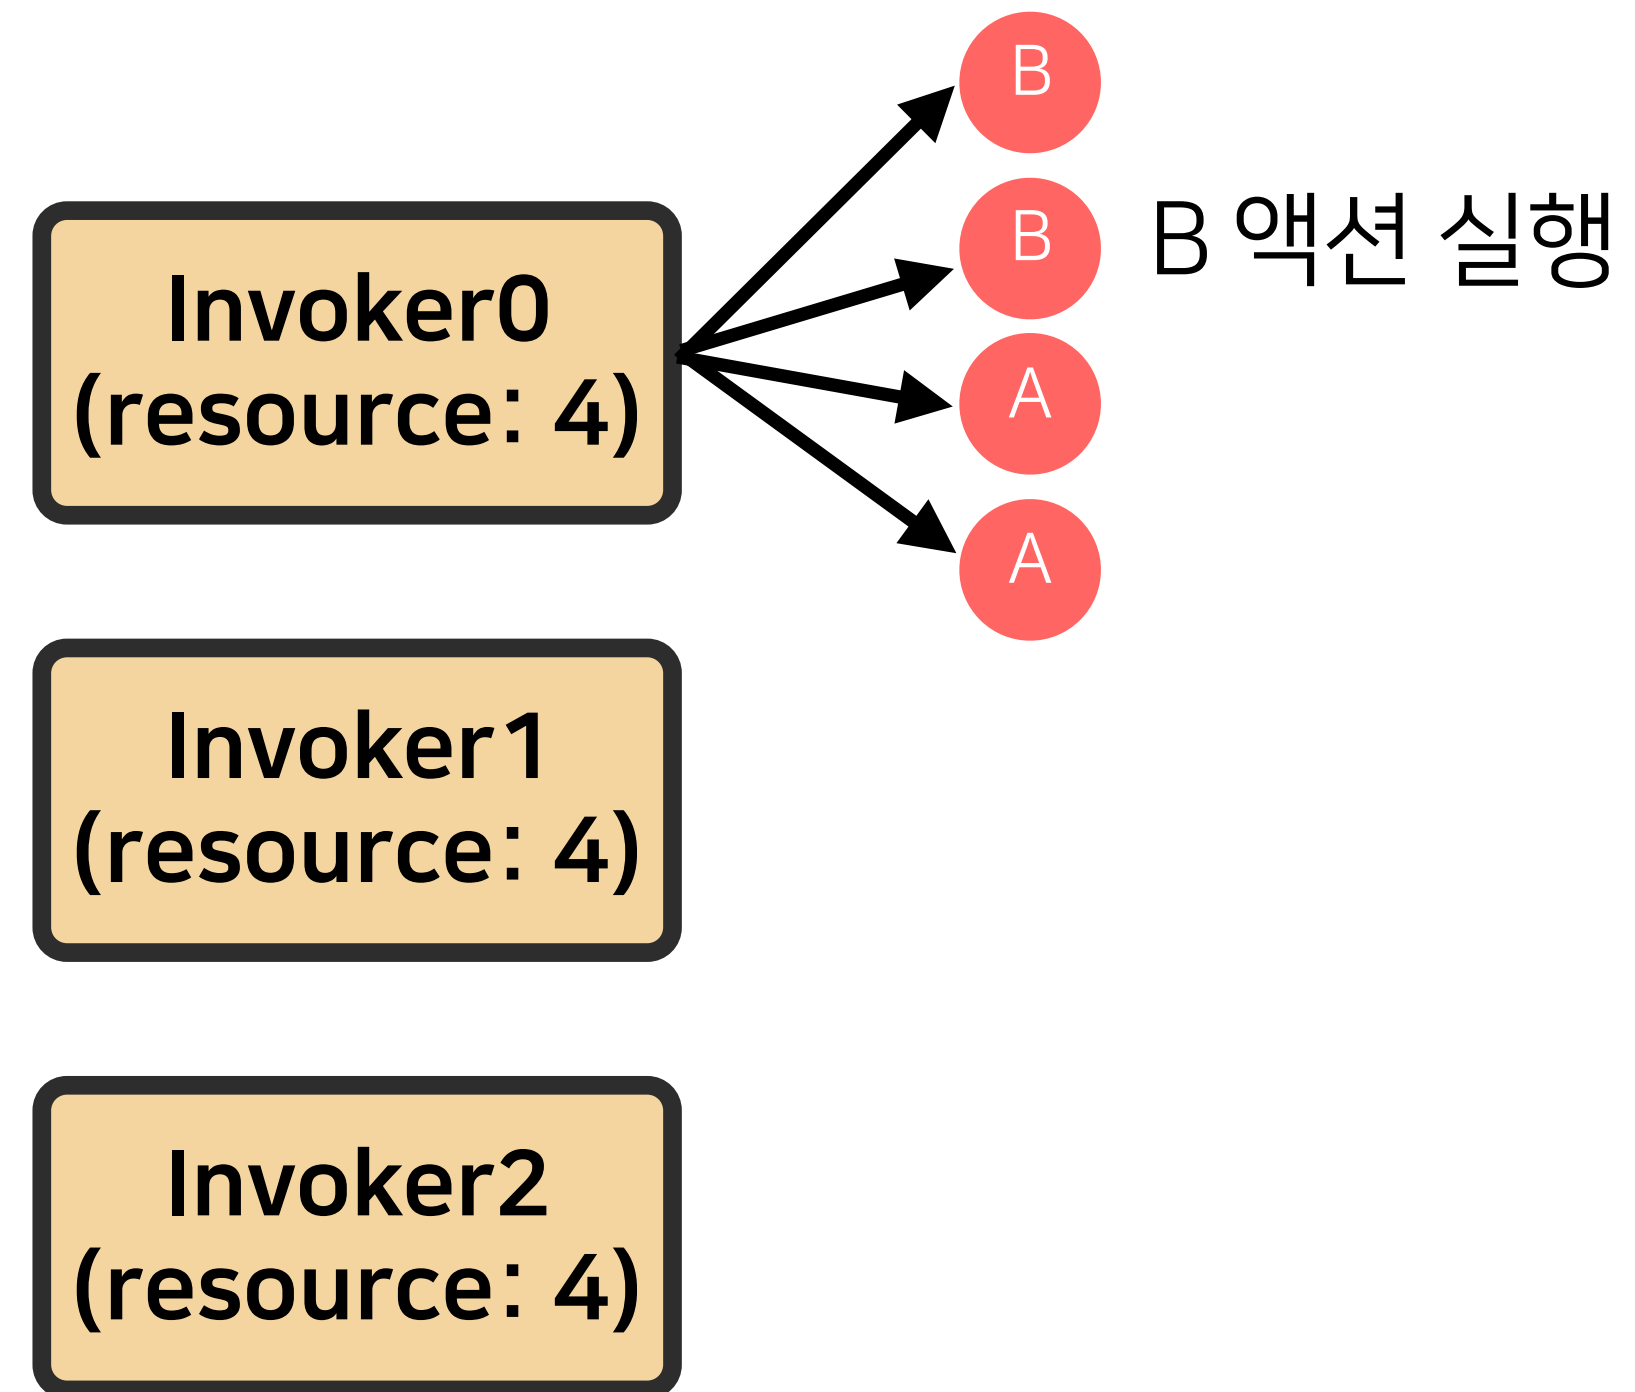 B
B
B 액션 실행
Invoker0
(resource: 4)
A
A
Invoker1
(resource: 4)
Invoker2
(resource: 4)